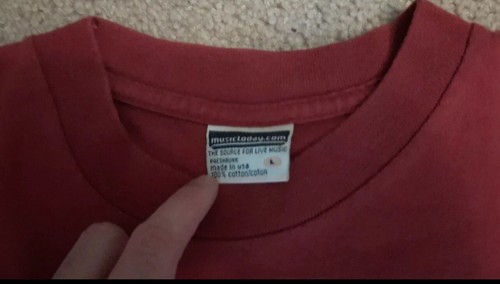 musictoday.com
THE SOURCE FOR LIVE MUSIC
PRESHRUNK
made in usa L
100% cotton/coton